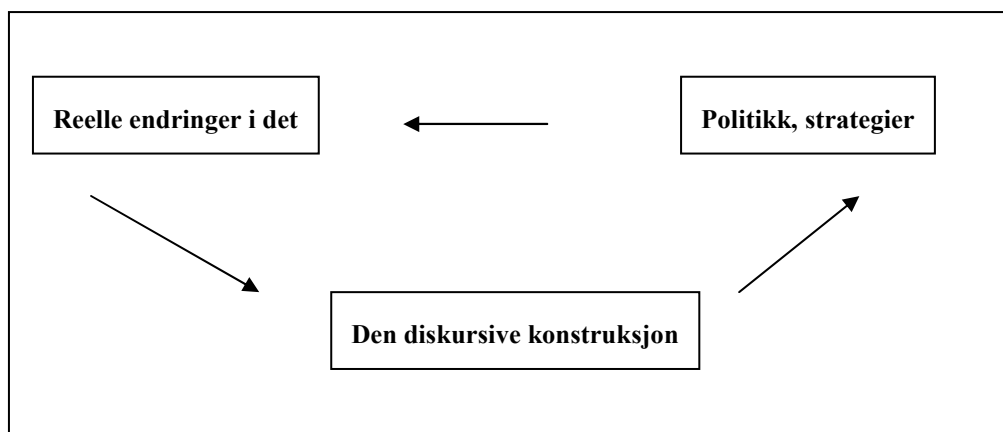 Reelle endringer i det
Politikk, strategier
Den diskursive konstruksjon